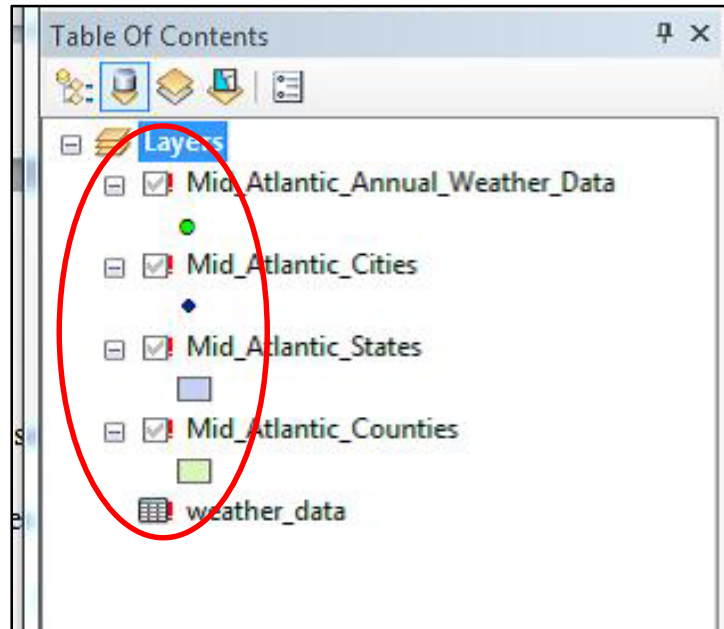 Table Of Contents
Layers
Mid_Atlantic_Annual_Weather_Data
Mid_Atlantic_Cities
Mid_Atlantic_States
Mid_Atlantic_Counties
s
e
weather_data